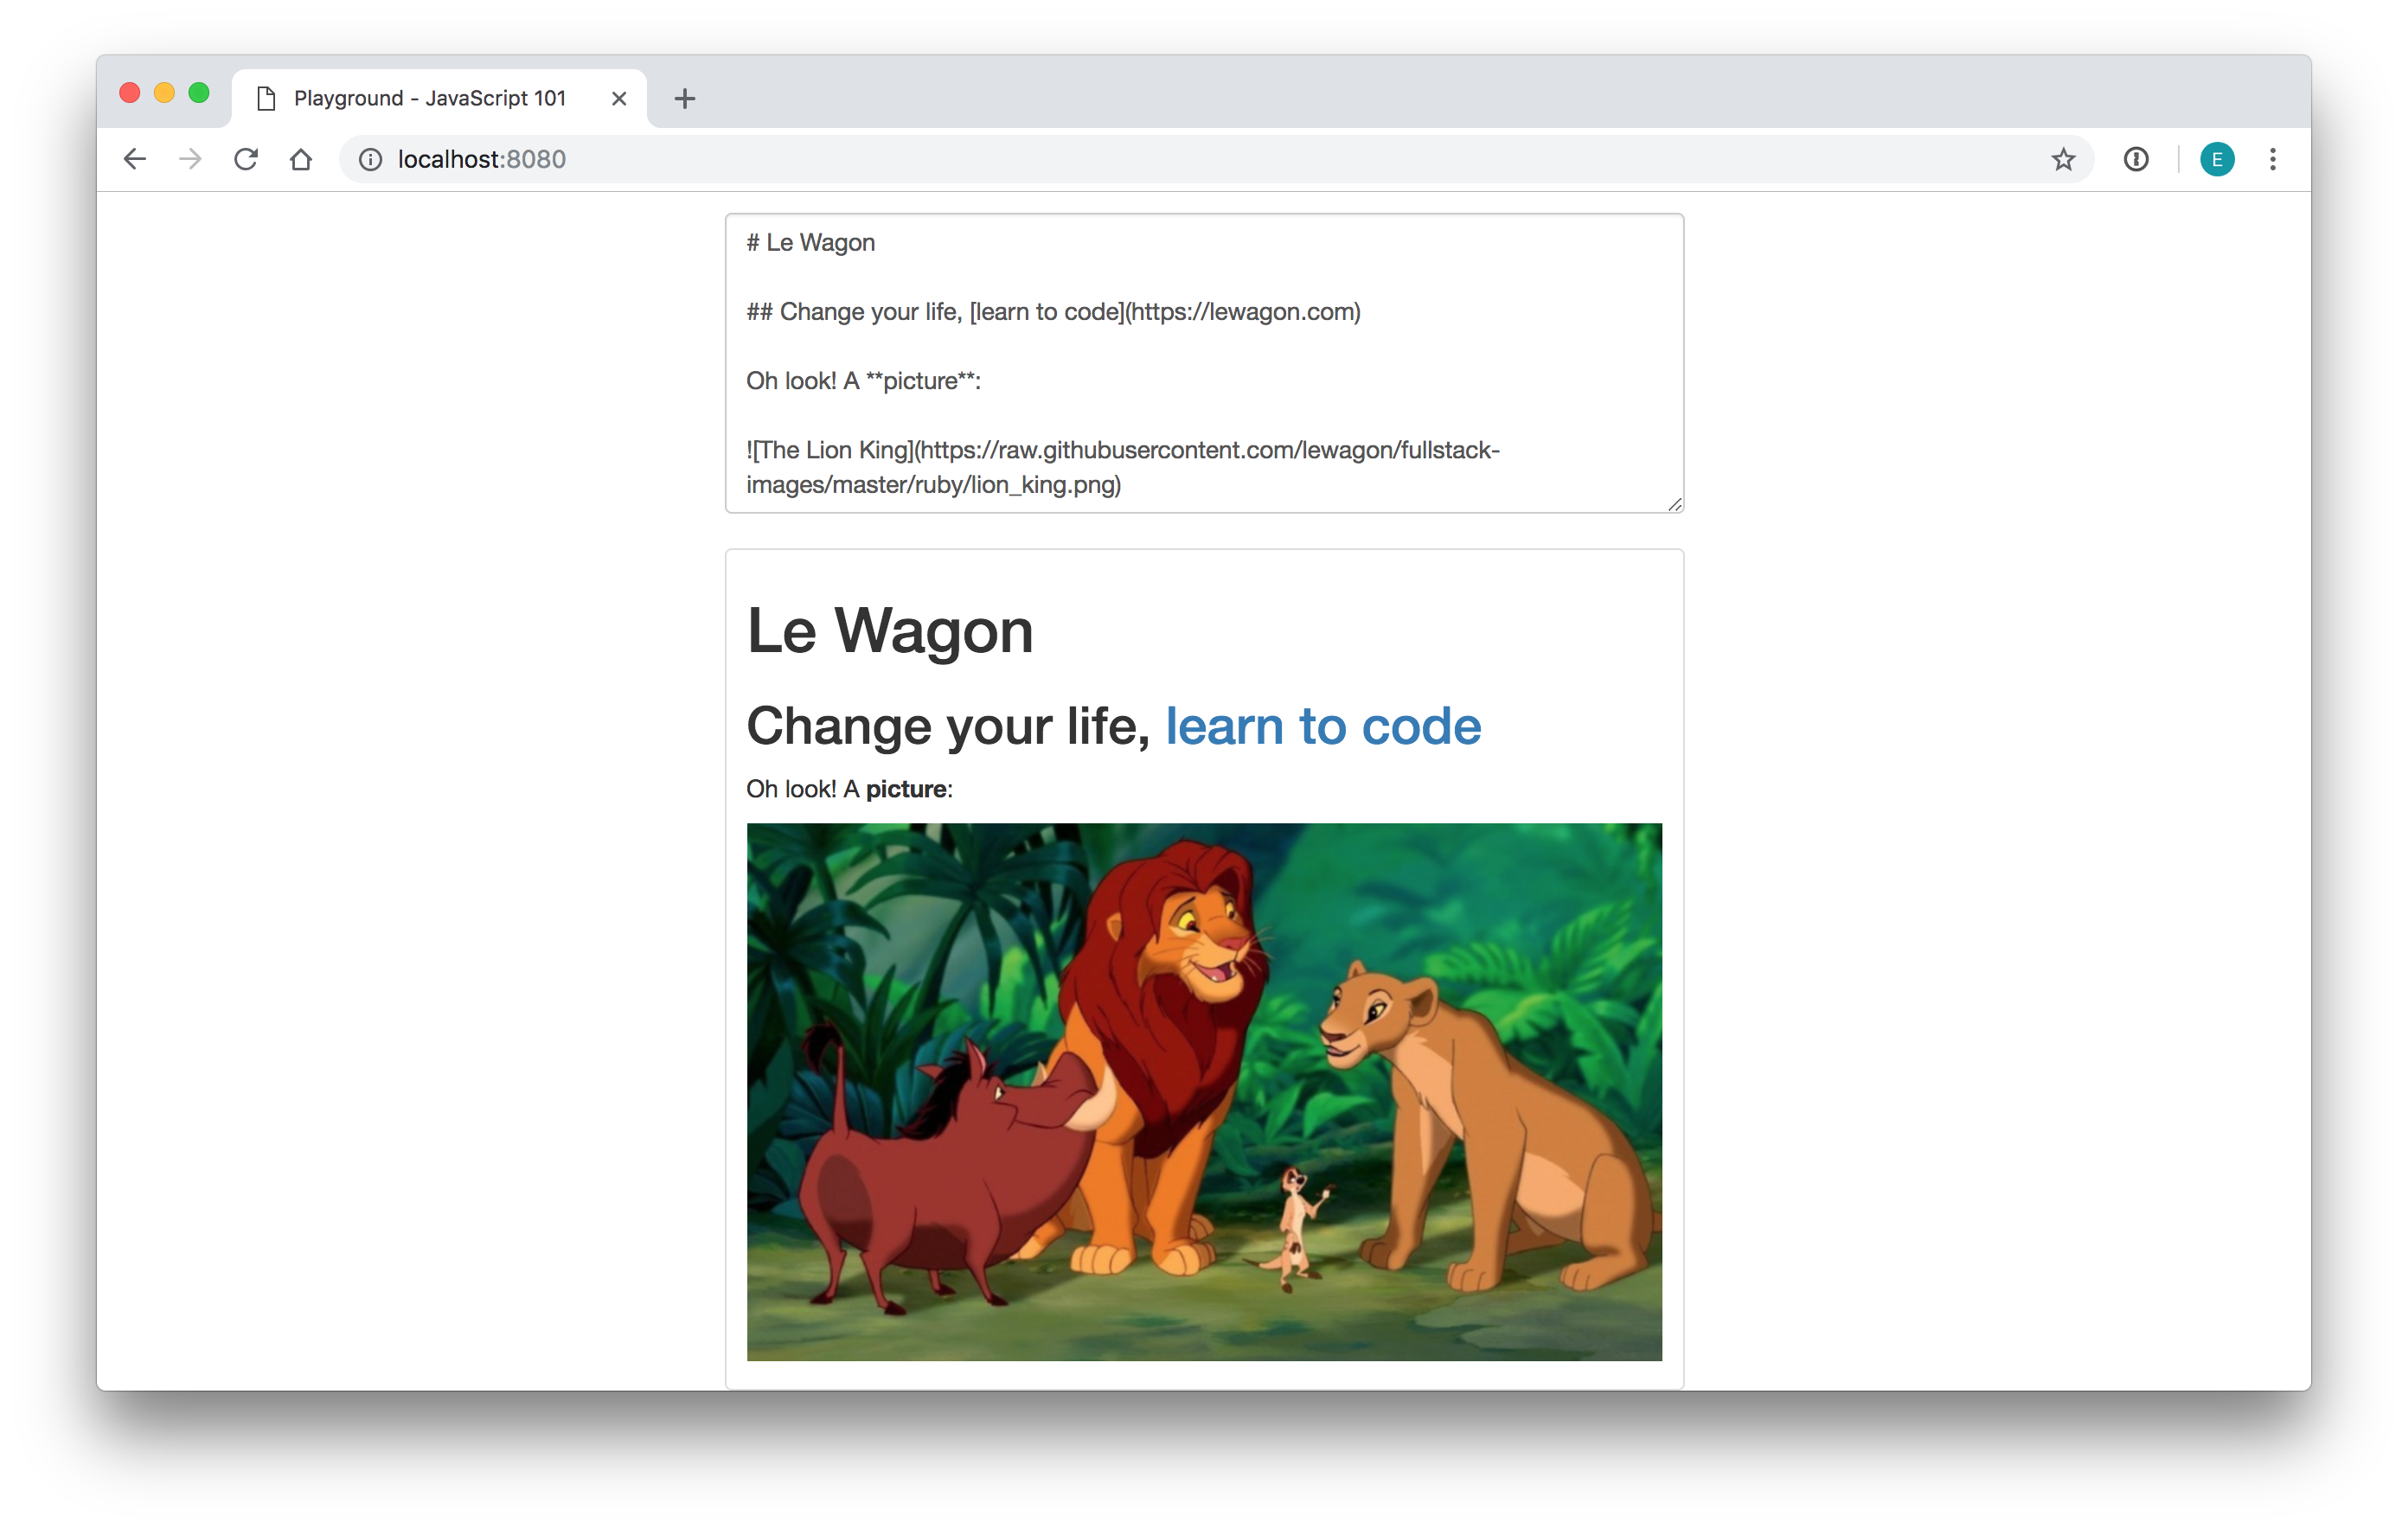 Playground - JavaScript 101
localhost:8080
E
# Le Wagon
## Change your life, [learn to code](https://lewagon.com)
Oh look! A **picture**:
![The Lion King](https://raw.githubusercontent.com/lewagon/fullstack-
images/master/ruby/lion_king.png)
Le Wagon
Change your life, learn to code
Oh look! A picture: